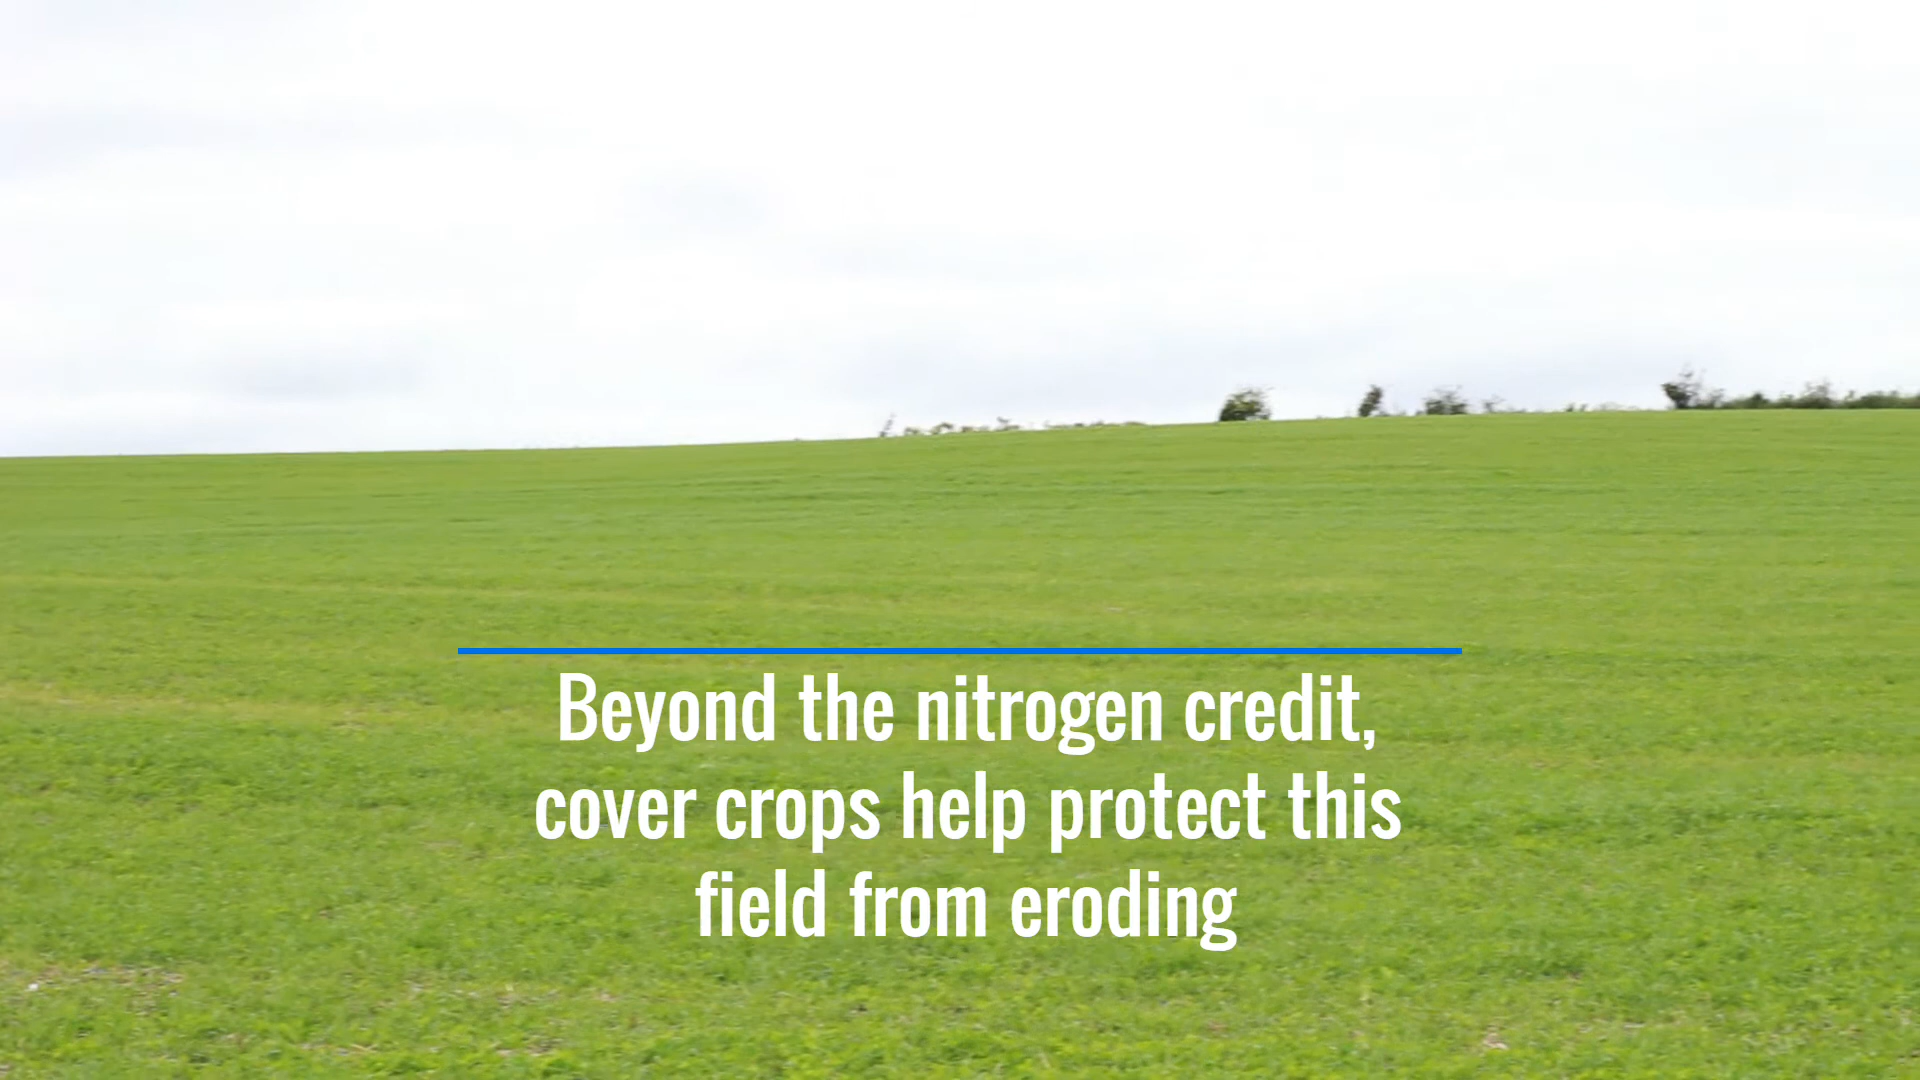 Beyond the nitrogen credit,
cover crops help protect this
field from eroding